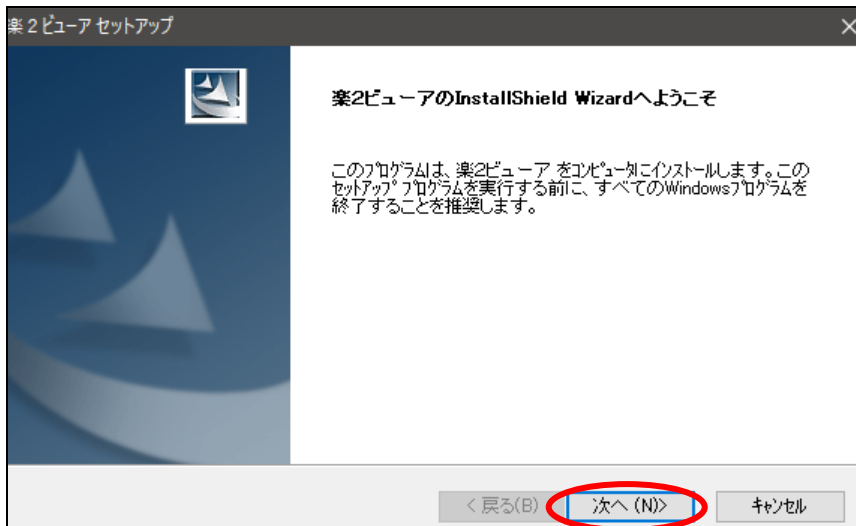 楽2ビューア セットアップ
楽2ビューアのInstallShield Wizardへようこそ
このプログラムは、楽2ビューア をコンピュータにインストールします。この
セットアップ プログラムを実行する前に、すべてのWindowsプログラムを
終了することを推奨します。
< 戻る(B)
次へ (N)>
キャンセル